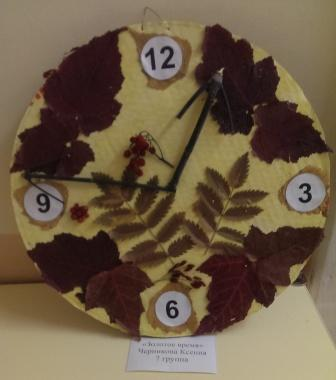 12
9
3
6
«Золотое время»
Черникова Ксения
7 группа